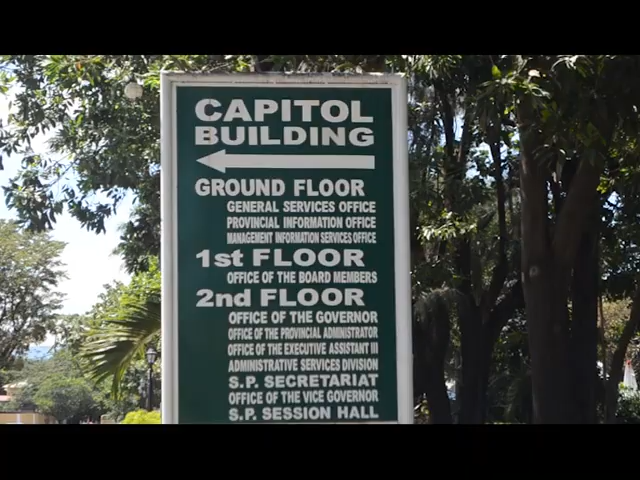 CAPITOL
BUILDING
GROUND FLOOR
GENERAL SERVICES OFFICE
PROVINCIAL INFORMATION OFFICE
MANAGEMENT INFORMATION SERVICES OFFICE
1st FLOOR
OFFICE OF THE BOARD MEMBERS
2nd FLOOR
OFFICE OF THE GOVERNOR
OFFICE OF THE PROVINCIAL ADMINISTRATOR
OFFICE OF THE EXECUTIVE ASSISTANT III
ADMINISTRATIVE SERVICES DIVISION
S.P. SECRETARIAT
OFFICE OF THE VICE GOVERNOR
S.P. SESSION HALL